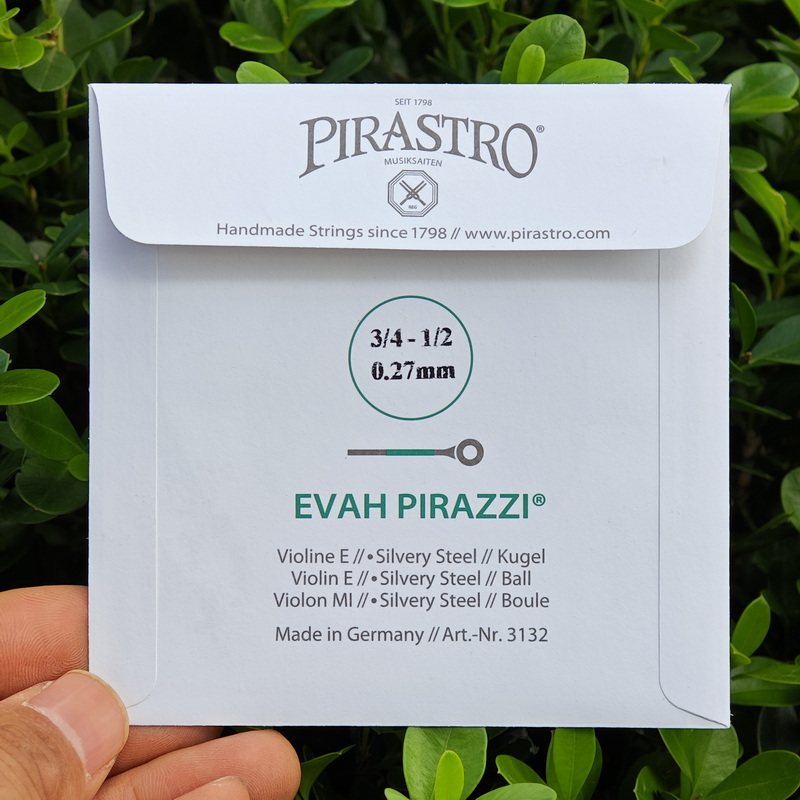 SEIT 1798
PIRASTRO®
MUSIKSAITEN
REG
Handmade Strings since 1798 // www.pirastro.com
3/4 - 1/2
0.27mm
EVAH PIRAZZI®
Violine E //•Silvery Steel // Kugel
Violin E //•Silvery Steel // Ball
Violon MI //•Silvery Steel // Boule
Made in Germany // Art.-Nr. 3132